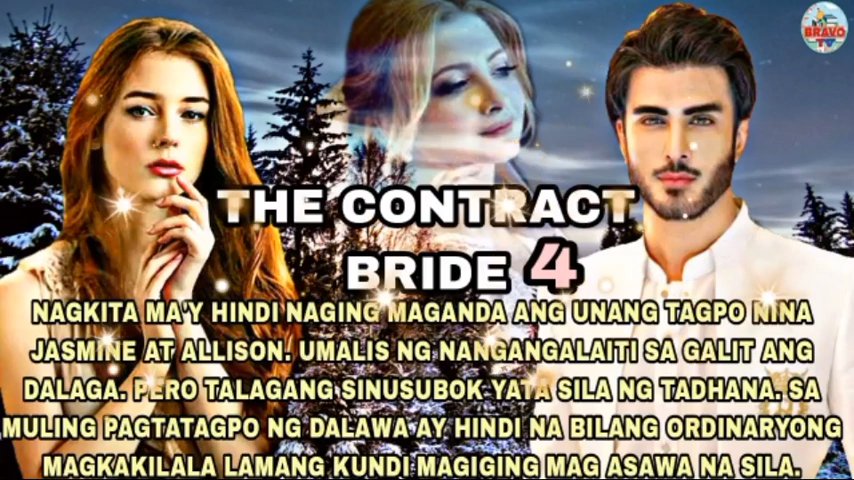 BRAVO
TV
THE CONTRACT
BRIDE 4
NAGKITA MA'Y HINDI NAGING MAGANDA ANG UNANG TAGPO NINA
JASMINE AT ALLISON. UMALIS NG NANGANGALAITI SA GALIT ANG
DALAGA. PERO TALAGANG SINUSUBOK YATA SILA NG TADHANA. SA
MULING PAGTATAGPO NG DALAWA AY HINDI NA BILANG ORDINARYONG
MAGKAKILALA LAMANG KUNDI MAGIGING MAG ASAWA NA SILA.